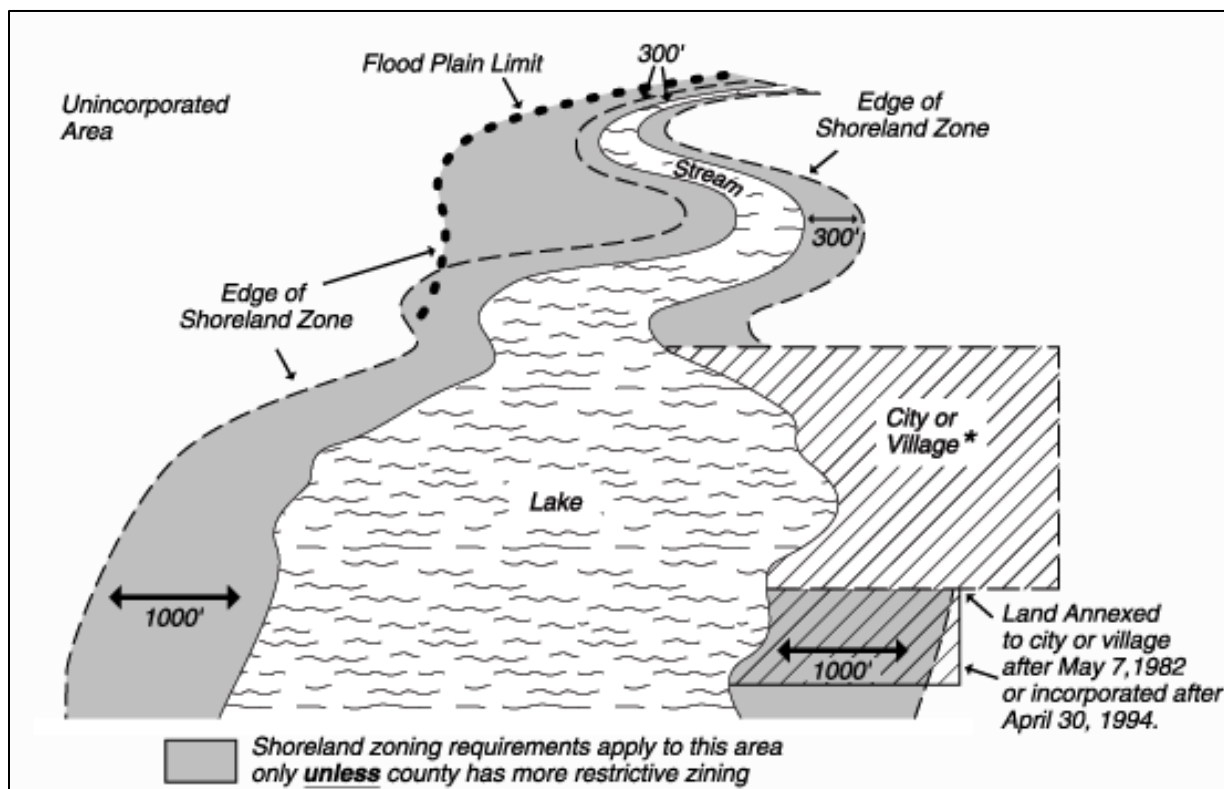 300'
Flood Plain Limit
Unincorporated
Area
Edge of
Shoreland Zone
Stream
300'
Edge of
Shoreland Zone
City or
Village*
Lake
1000'
1000'
Land Annexed
to city or village
after May 7,1982
or incorporated after
April 30, 1994.
Shoreland zoning requirements apply to this area
only unless county has more restrictive zining